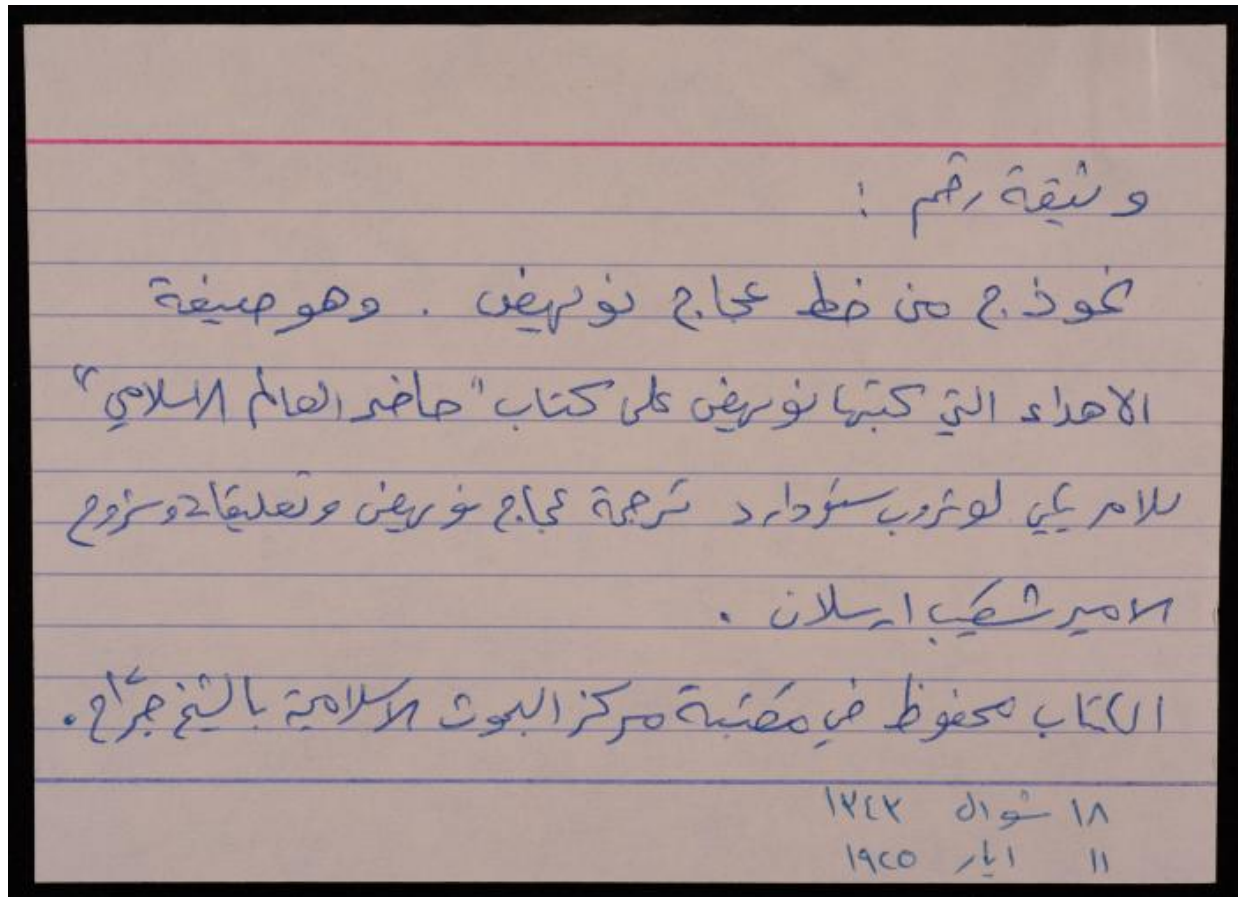 وثيقة رقم :
نموذج من خط عجاج نويهض . وهو صيغة
الاهداء التي كتبها نويهض على كتاب "حاضر العالم الاسلامي"
للامريكي لوثروب ستودارد ترجمة عجاج نويهض وتعليقات وشروح
الامير شكيب ارسلان .
الكتاب محفوظ في مكتبة مركز البحوث الاسلامية بالشيخ جرّاح .
١٨ شوال ١٣٤٣
١١ ايار ١٩٢٥